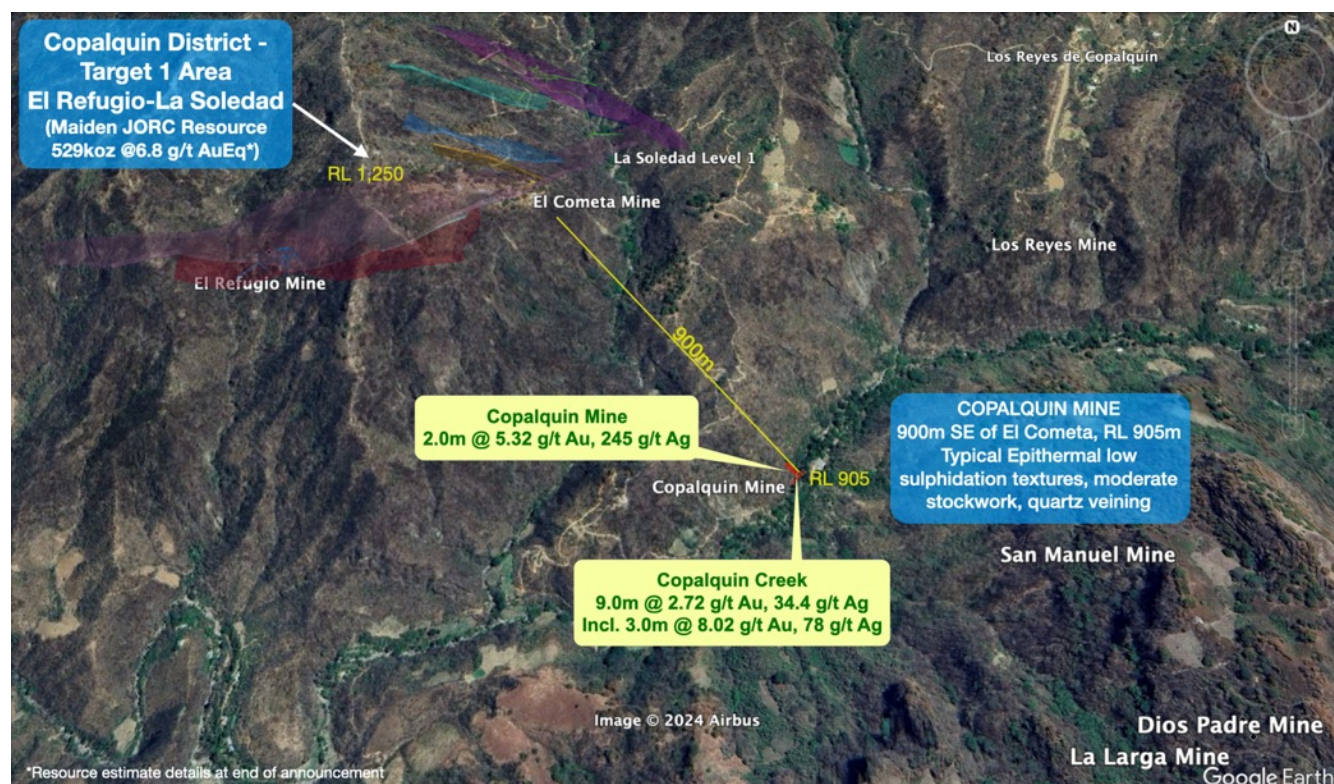 Copalquin District -
Target 1 Area
El Refugio-La Soledad
(Maiden JORC Resource
529koz @6.8 g/t AuEq*)
N
Los Reyes de Copalquín
La Soledad Level 1
RL 1,250
El Cometa Mine
Los Reyes Mine
El Refugio Mine
900m
Copalquin Mine
2.0m @ 5.32 g/t Au, 245 g/t Ag
COPALQUIN MINE
900m SE of El Cometa, RL 905m
Typical Epithermal low
sulphidation textures, moderate
stockwork, quartz veining
Copalquin Mine
RL 905
San Manuel Mine
Copalquin Creek
9.0m @ 2.72 g/t Au, 34.4 g/t Ag
Incl. 3.0m @ 8.02 g/t Au, 78 g/t Ag
Image © 2024 Airbus
Dios Padre Mine
La Larga Mine
*Resource estimate details at end of announcement
Google Earth